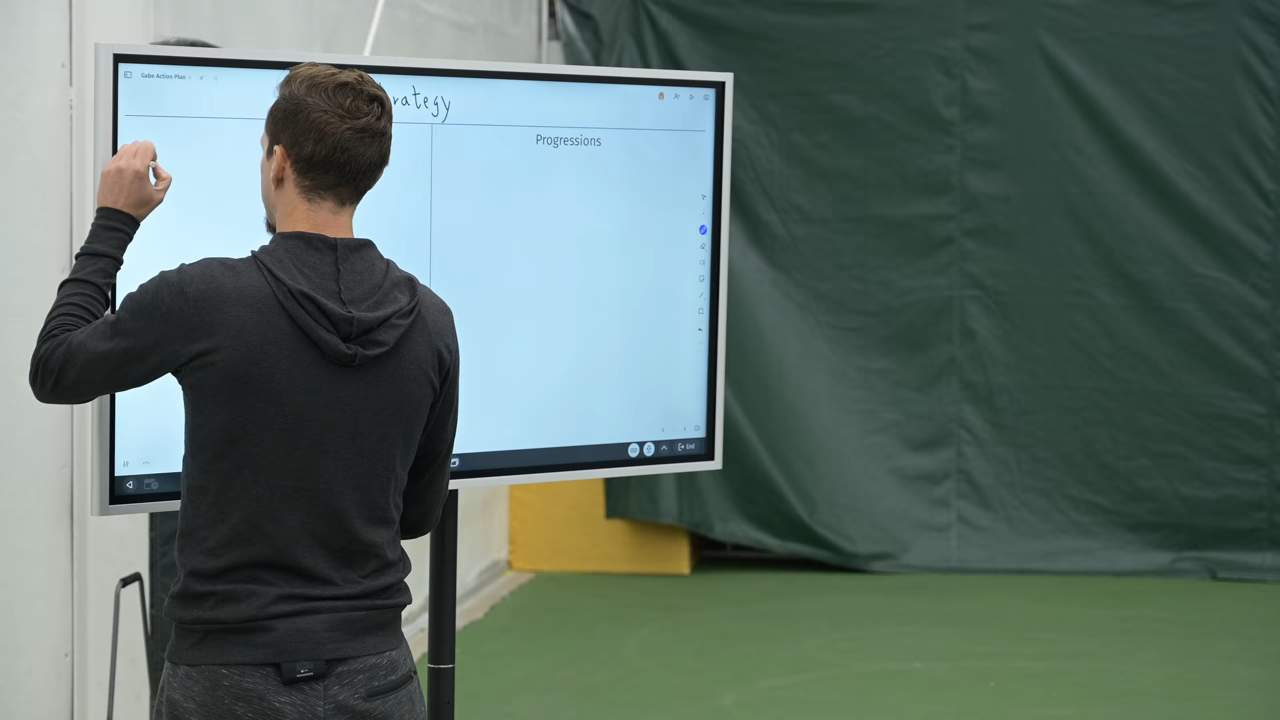 Gabe Action Plan
rategy
Progressions
End